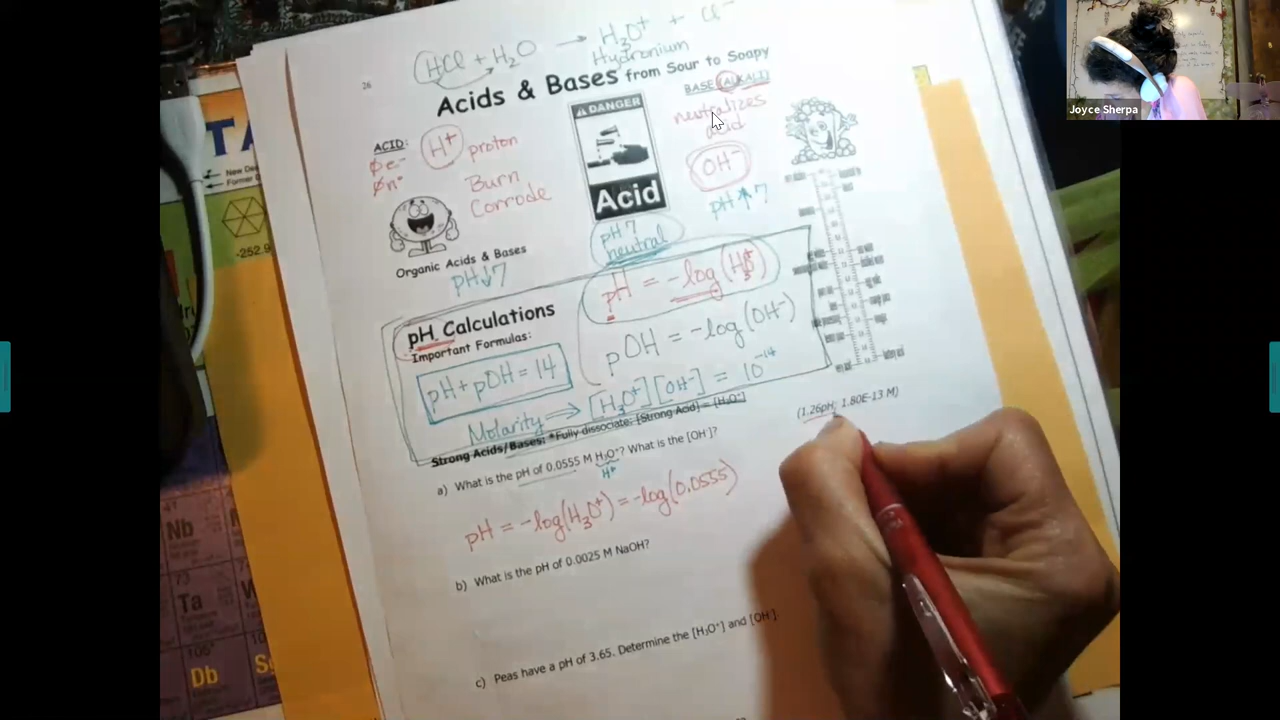 HCl + H₂O → H₃O⁺ + Cl⁻
Hydronium
26
Acids & Bases from Sour to Soapy
ACID:
H⁺ proton
Øe⁻
Øn°
Burn
Corrode
Organic Acids & Bases
pH↓7
DANGER
Acid
pH 7
neutral
BASE (ALKALI)
neutralizes
acid
OH⁻
pH↑7
pH Calculations
Important Formulas:
pH + pOH = 14
pOH = -log(OH⁻)
Molarity ⇒ [H₃O⁺][OH⁻] = 10⁻¹⁴
Strong Acids/Bases: *Fully dissociate: [Strong Acid] = [H₃O⁺]
a) What is the pH of 0.0555 M H₃O⁺? What is the [OH⁻]?
(1.26pH; 1.80E-13 M)
H⁺
pH = -log(H₃O⁺) = -log(0.0555)
b) What is the pH of 0.0025 M NaOH?
c) Peas have a pH of 3.65. Determine the [H₃O⁺] and [OH⁻]
-252.9
Nb
Ta
Db
Joyce Sherpa